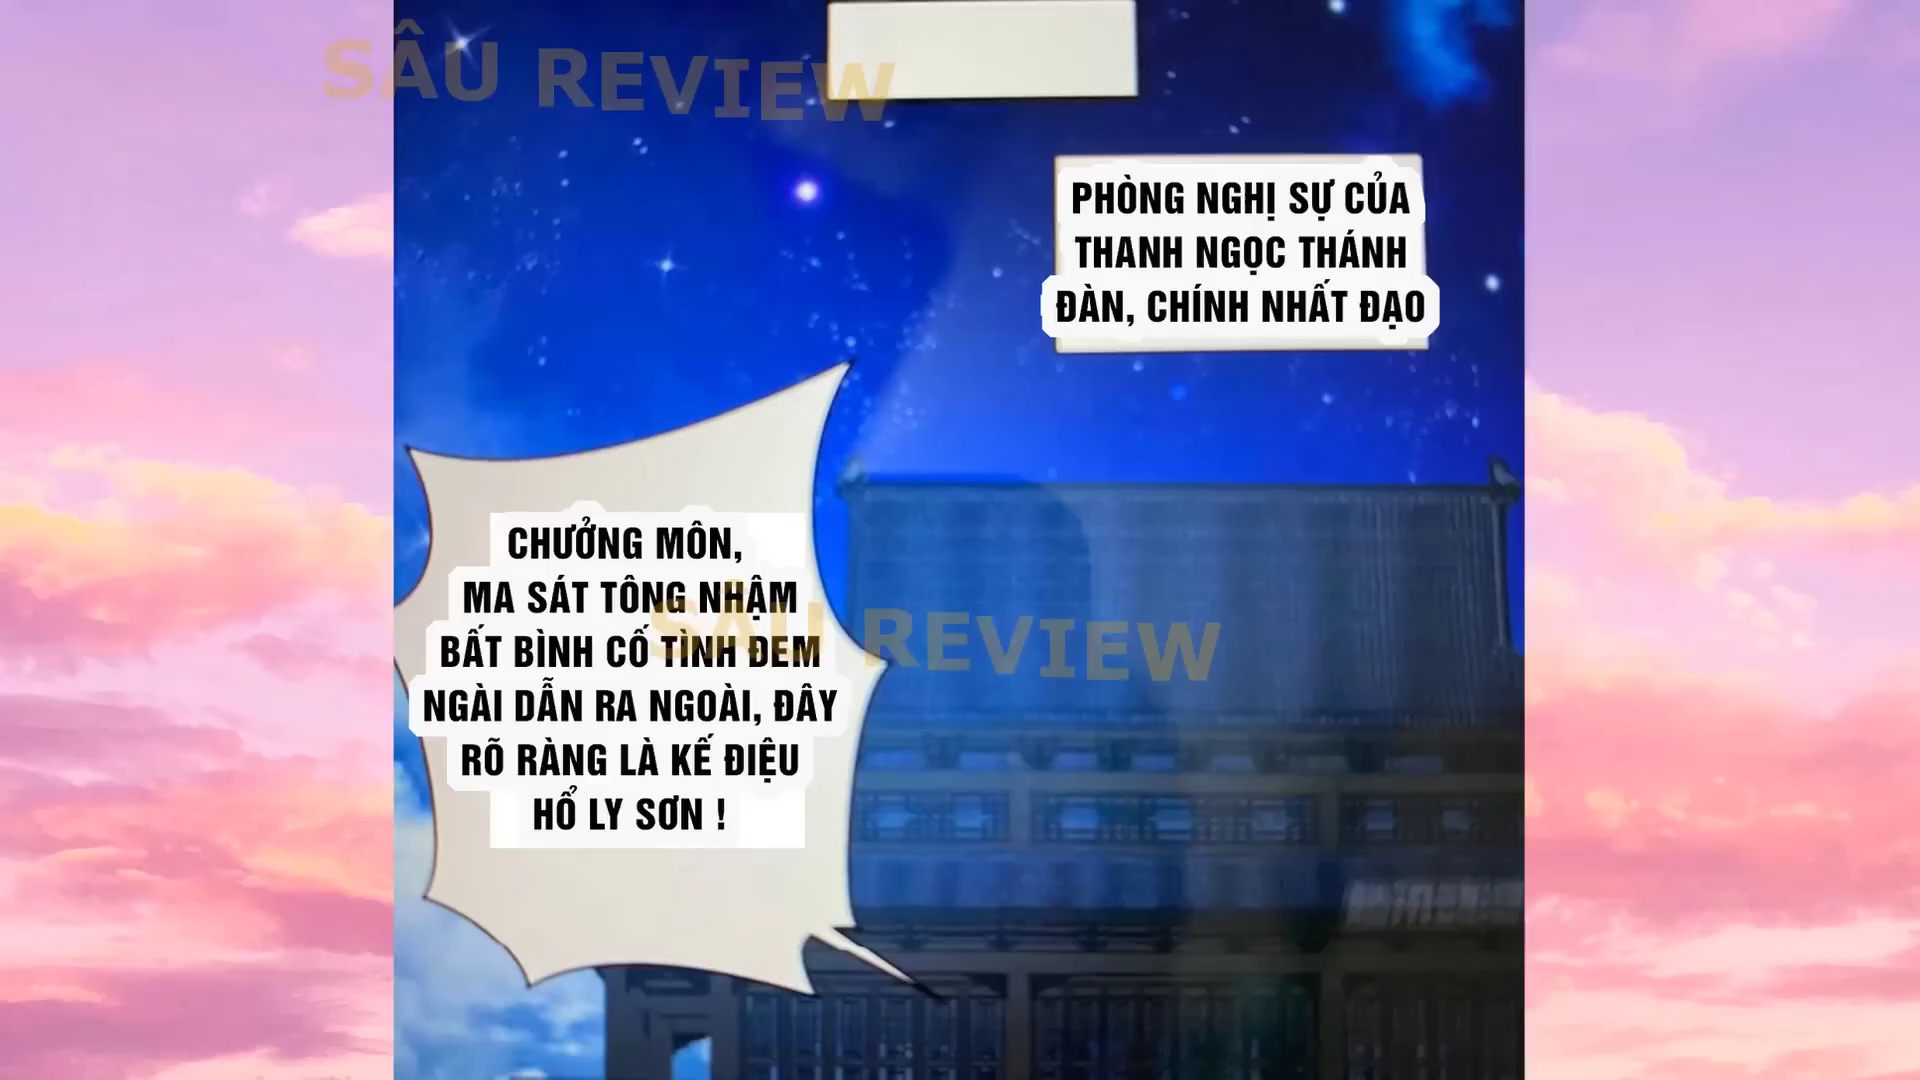 SÂU REVIEW
PHÒNG NGHỊ SỰ CỦA
THANH NGỌC THÁNH
ĐÀN, CHÍNH NHẤT ĐẠO
CHƯỞNG MÔN,
MA SÁT TÔNG NHẬM
BẤT BÌNH CỐ TÌNH ĐEM
NGÀI DẪN RA NGOÀI, ĐÂY
RÕ RÀNG LÀ KẾ ĐIỆU
HỔ LY SƠN !
SÂU REVIEW